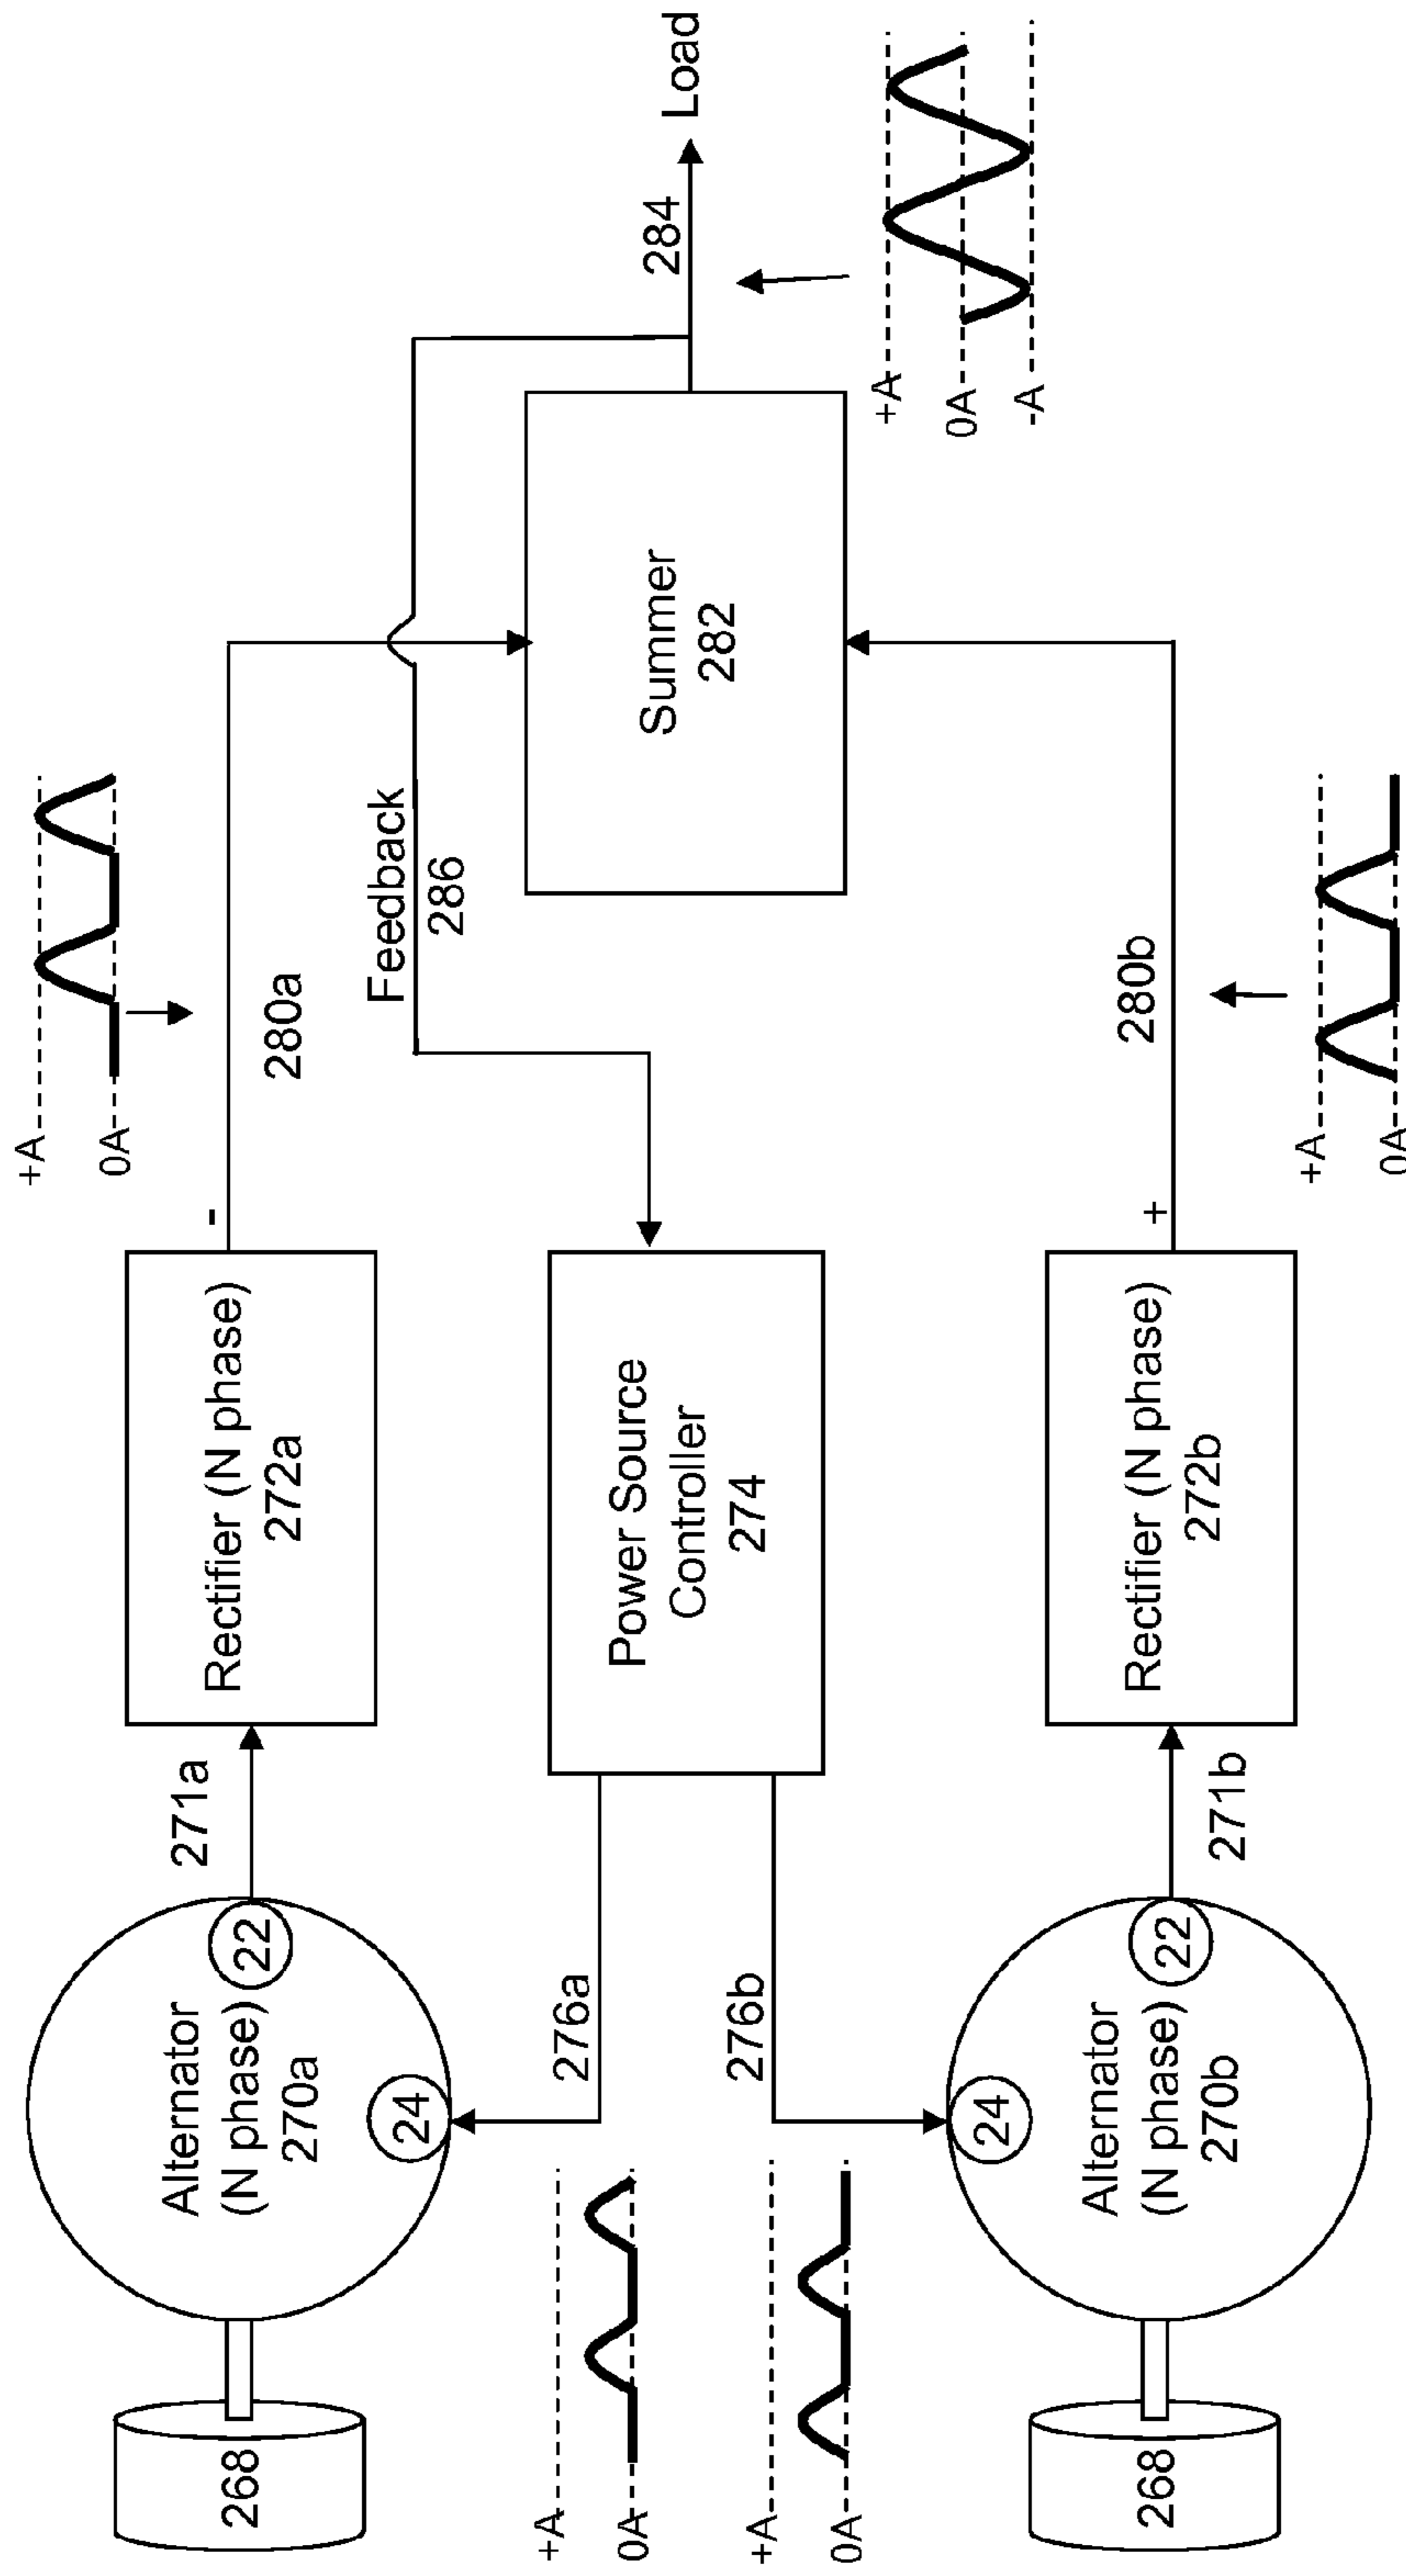 +A
0A
268
Alternator
(N phase)
270a
22
24
271a
Rectifier (N phase)
272a
-
280a
Feedback
286
+A
0A
276a
Power Source
Controller
274
Summer
282
284
Load
+A
0A
-A
+A
0A
276b
268
Alternator
(N phase)
270b
24
22
271b
Rectifier (N phase)
272b
+
280b
+A
0A